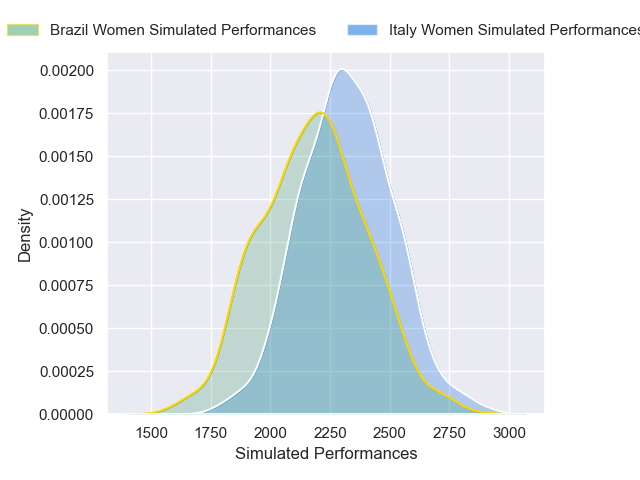 Brazil Women Simulated Performances
Italy Women Simulated Performances
0.00200
0.00175
0.00150
0.00125
0.00100
0.00075
0.00050
0.00025
0.00000
Density
1500 1750 2000 2250 2500 2750 3000
Simulated Performances